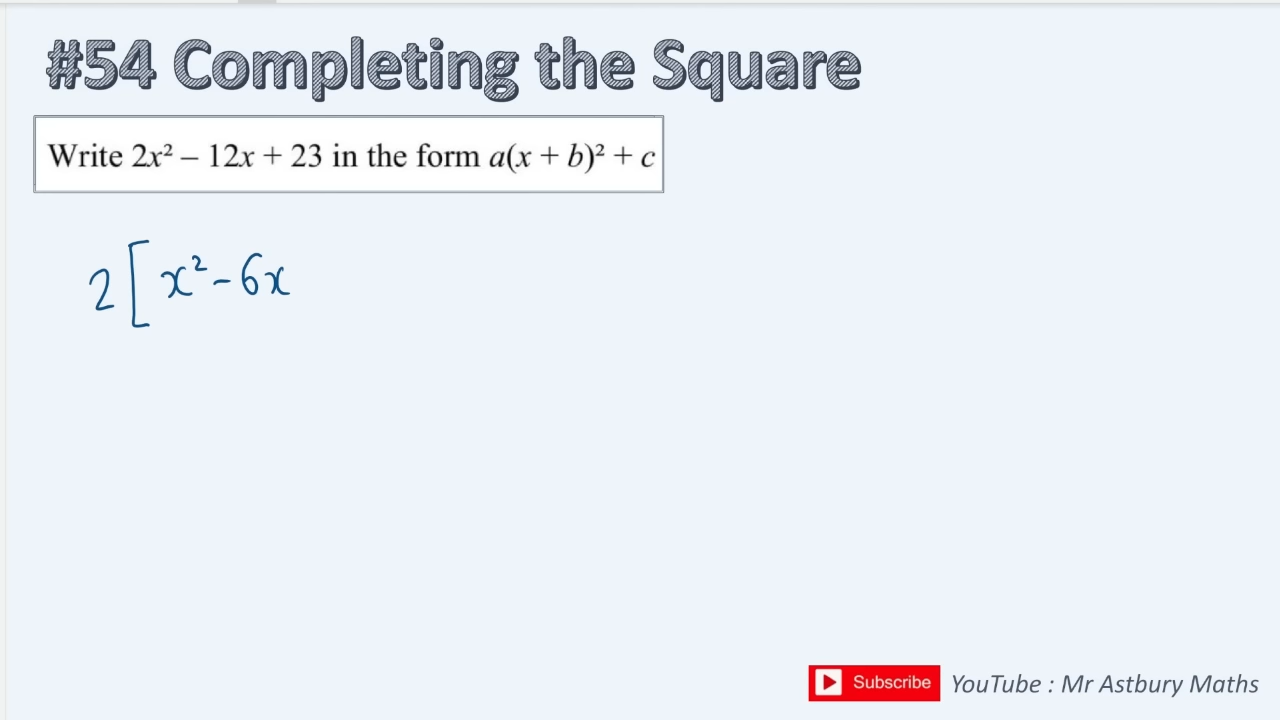 #54 Completing the Square
Write 2x² – 12x + 23 in the form a(x + b)² + c
2[x² - 6x
Subscribe
YouTube : Mr Astbury Maths